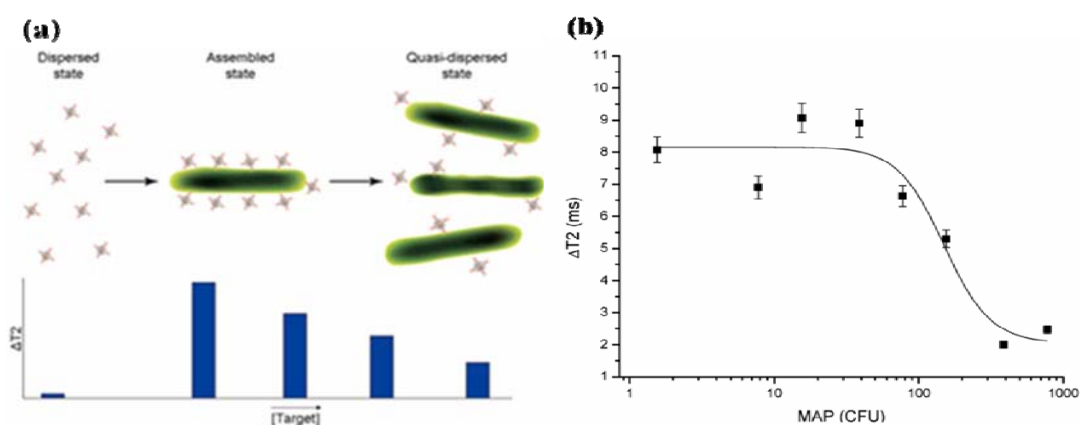 (a)
Dispersed
state
Assembled
state
Quasi-dispersed
state
ΔT2
[Target]
(b)
11
10
9
8
7
6
5
4
3
2
1
ΔT2 (ms)
1
10
100
1000
MAP (CFU)